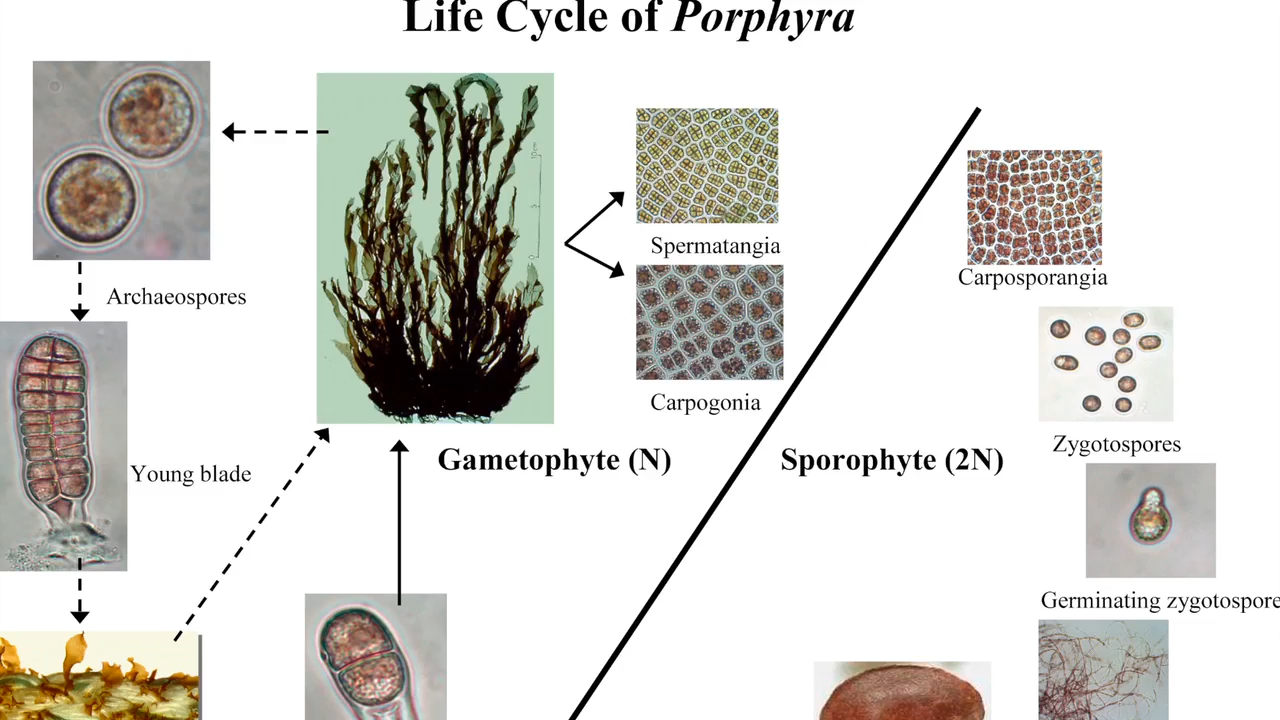 Life Cycle of Porphyra
Archaeospores
Young blade
Spermatangia
Carpogonia
Gametophyte (N)
Sporophyte (2N)
Carposporangia
Zygotospores
Germinating zygotospore